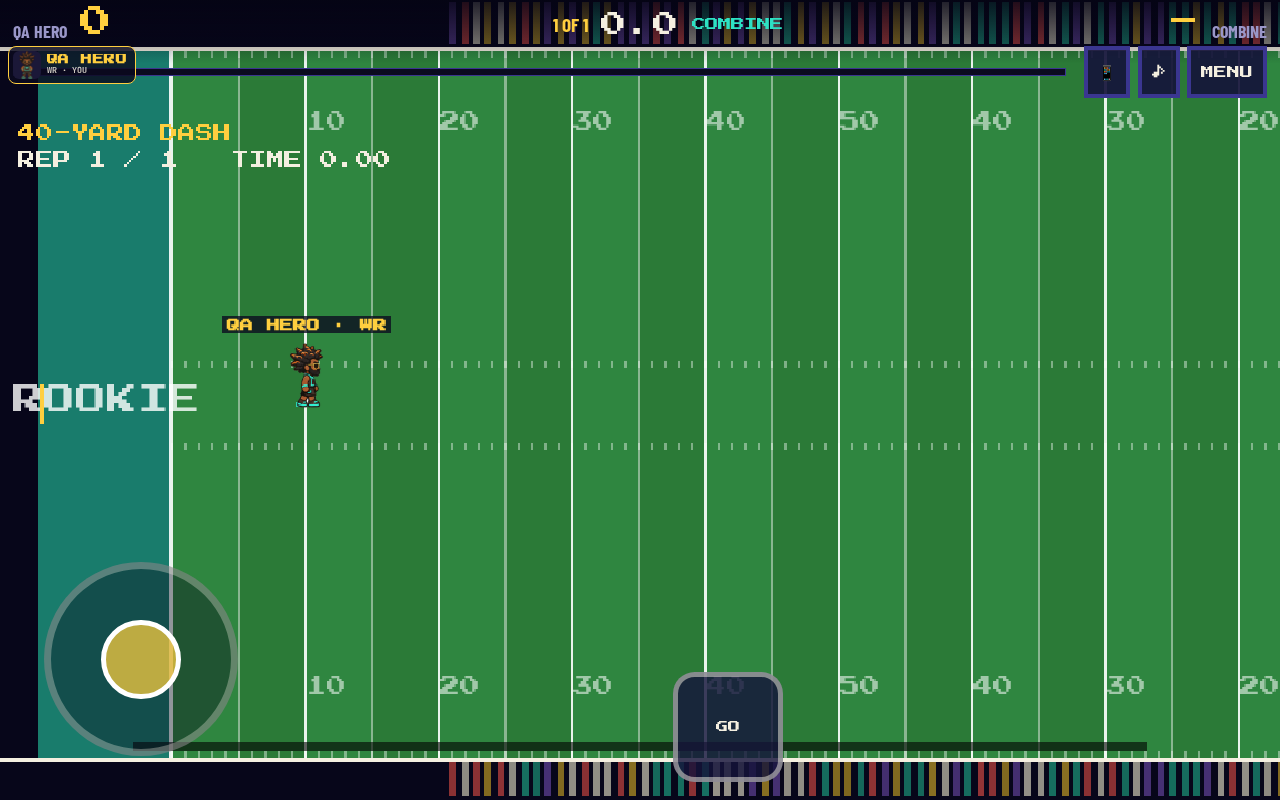 QA HERO 0
1 OF 1 0.0 COMBINE
COMBINE
QA HERO
WR · YOU
MENU
40-YARD DASH
REP 1 / 1 TIME 0.00
10 20 30 40 50 40 30 20
QA HERO · WR
ROOKIE
10 20 30 40 50 40 30 20
GO